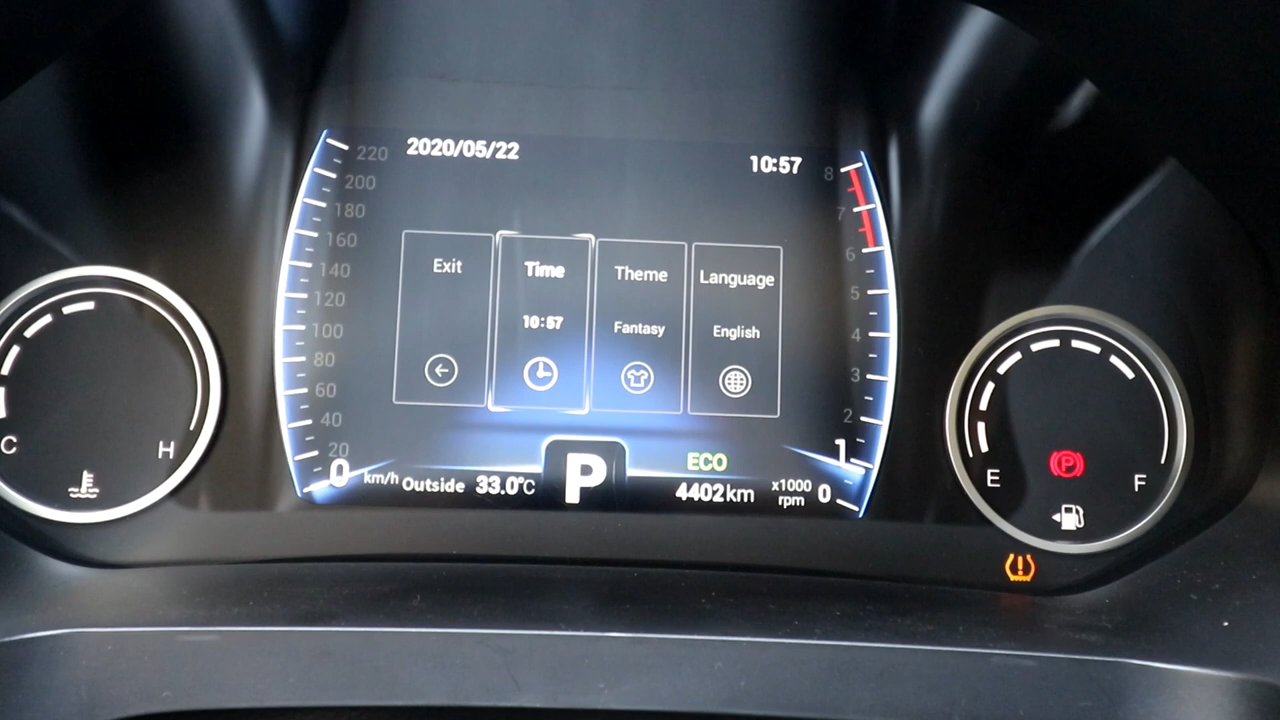 2020/05/22
10:57
220
200
180
160
140
120
100
80
60
40
20
0
km/h
Exit
Time
10:57
Theme
Fantasy
Language
English
8
7
6
5
4
3
2
1
0
x1000
rpm
Outside 33.0°C
P
ECO
4402km
C
H
E
F
P